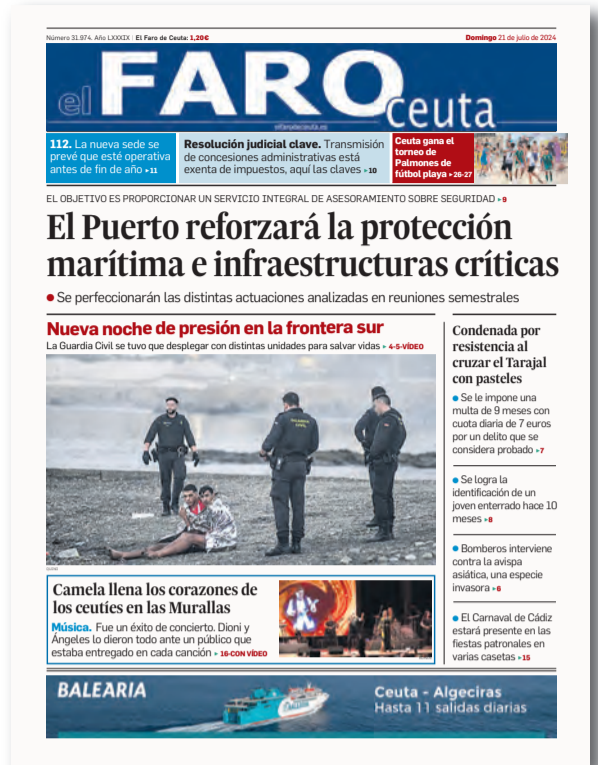 Número 31.974. Año LXXXIX | El Faro de Ceuta: 1,20€
Domingo 21 de julio de 2024
el FARO ceuta
elfarodeceuta.es
112. La nueva sede se
prevé que esté operativa
antes de fin de año ▸11
Resolución judicial clave. Transmisión
de concesiones administrativas está
exenta de impuestos, aquí las claves ▸10
Ceuta gana el
torneo de
Palmones de
fútbol playa ▸26-27
EL OBJETIVO ES PROPORCIONAR UN SERVICIO INTEGRAL DE ASESORAMIENTO SOBRE SEGURIDAD ▸9
El Puerto reforzará la protección
marítima e infraestructuras críticas
● Se perfeccionarán las distintas actuaciones analizadas en reuniones semestrales
Nueva noche de presión en la frontera sur
La Guardia Civil se tuvo que desplegar con distintas unidades para salvar vidas ▸ 4-5-VÍDEO
GUARDIA
CIVIL
Camela llena los corazones de
los ceutíes en las Murallas
Música. Fue un éxito de concierto. Dioni y
Ángeles lo dieron todo ante un público que
estaba entregado en cada canción ▸ 16-CON VÍDEO
Condenada por
resistencia al
cruzar el Tarajal
con pasteles
● Se le impone una
multa de 9 meses con
cuota diaria de 7 euros
por un delito que se
considera probado ▸7
● Se logra la
identificación de un
joven enterrado hace 10
meses ▸8
● Bomberos interviene
contra la avispa
asiática, una especie
invasora ▸6
● El Carnaval de Cádiz
estará presente en las
fiestas patronales en
varias casetas ▸15
BALEARIA
Ceuta - Algeciras
Hasta 11 salidas diarias